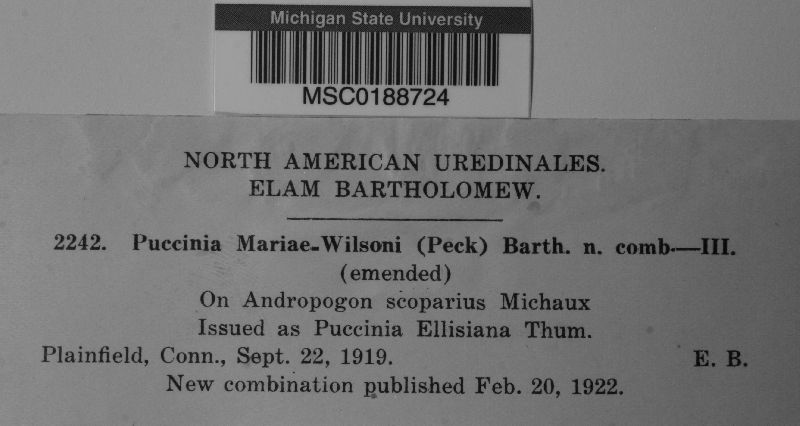 Michigan State University
MSC0188724
NORTH AMERICAN UREDINALES.
ELAM BARTHOLOMEW.
2242. Puccinia Mariae-Wilsoni (Peck) Barth. n. comb.—III.
(emended)
On Andropogon scoparius Michaux
Issued as Puccinia Ellisiana Thum.
Plainfield, Conn., Sept. 22, 1919. E. B.
New combination published Feb. 20, 1922.